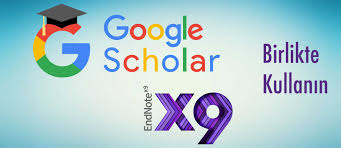 Google
Scholar
Birlikte
Kullanın
EndNote x9
X9